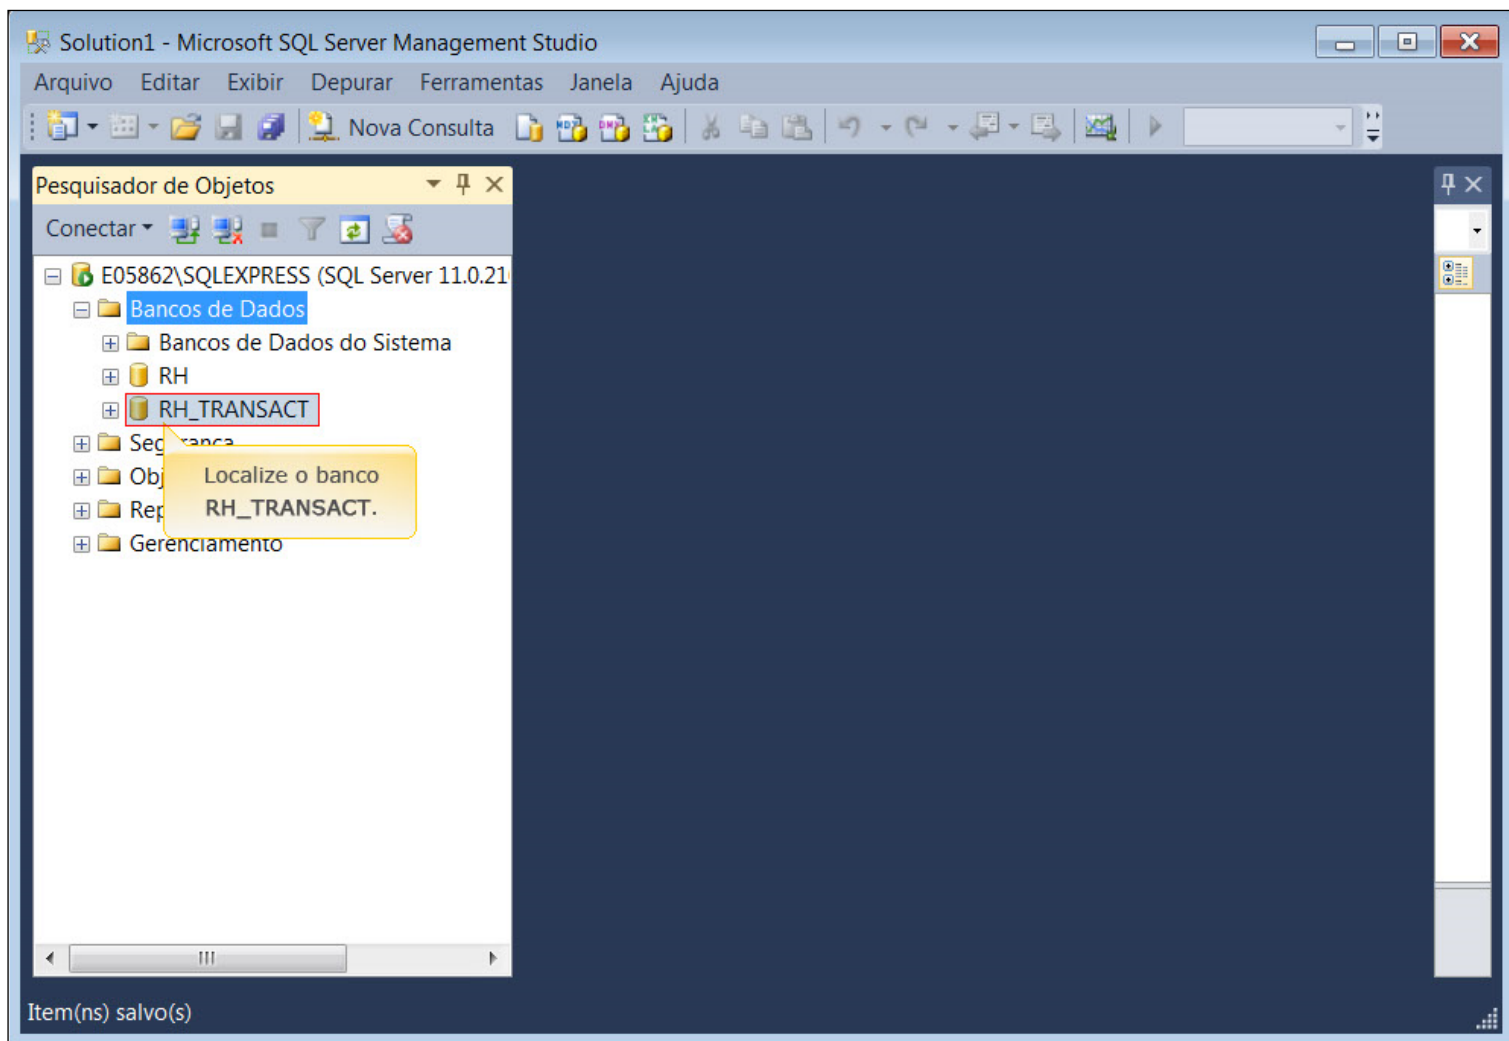 Solution1 - Microsoft SQL Server Management Studio
Arquivo Editar Exibir Depurar Ferramentas Janela Ajuda
Nova Consulta
Pesquisador de Objetos
Conectar
E05862\SQLEXPRESS (SQL Server 11.0.21
Bancos de Dados
Bancos de Dados do Sistema
RH
RH_TRANSACT
Localize o banco
RH_TRANSACT.
Gerenciamento
Item(ns) salvo(s)